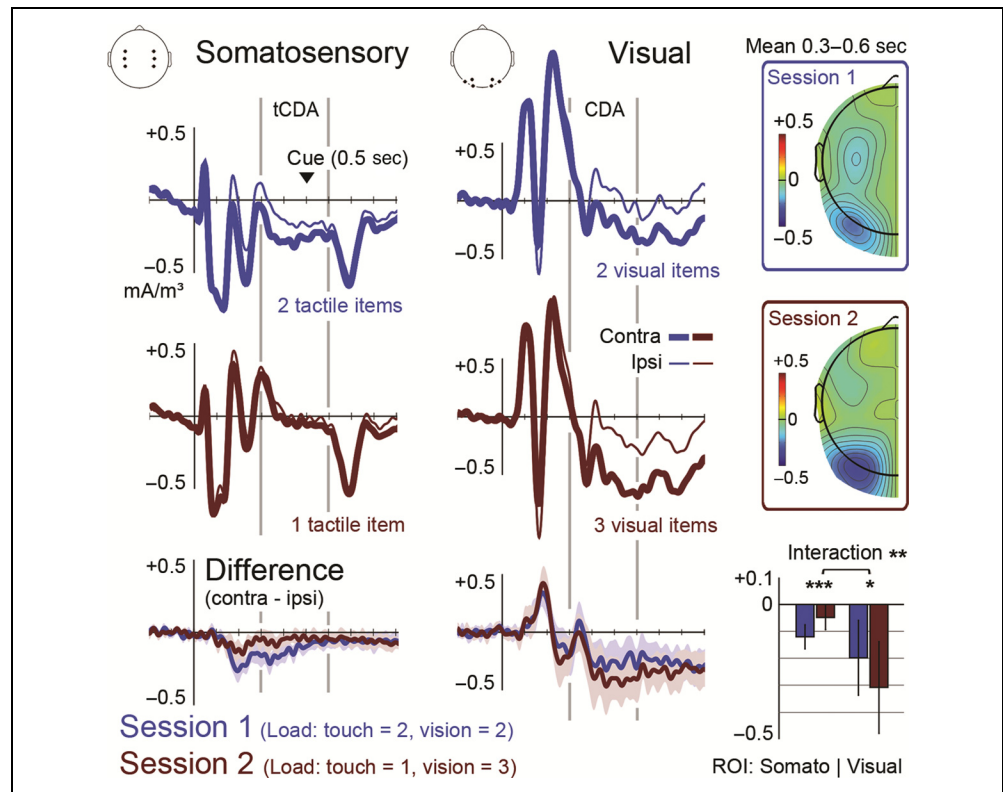 Somatosensory
tCDA
+0.5
Cue (0.5 sec)
−0.5
mA/m³
2 tactile items
Visual
CDA
+0.5
−0.5
2 visual items
Mean 0.3–0.6 sec
Session 1
+0.5
0
−0.5
+0.5
−0.5
1 tactile item
Contra
Ipsi
+0.5
−0.5
3 visual items
Session 2
+0.5
0
−0.5
+0.5
Difference
(contra - ipsi)
−0.5
+0.5
−0.5
Interaction **
+0.1
*** *
0
−0.5
ROI: Somato | Visual
Session 1 (Load: touch = 2, vision = 2)
Session 2 (Load: touch = 1, vision = 3)